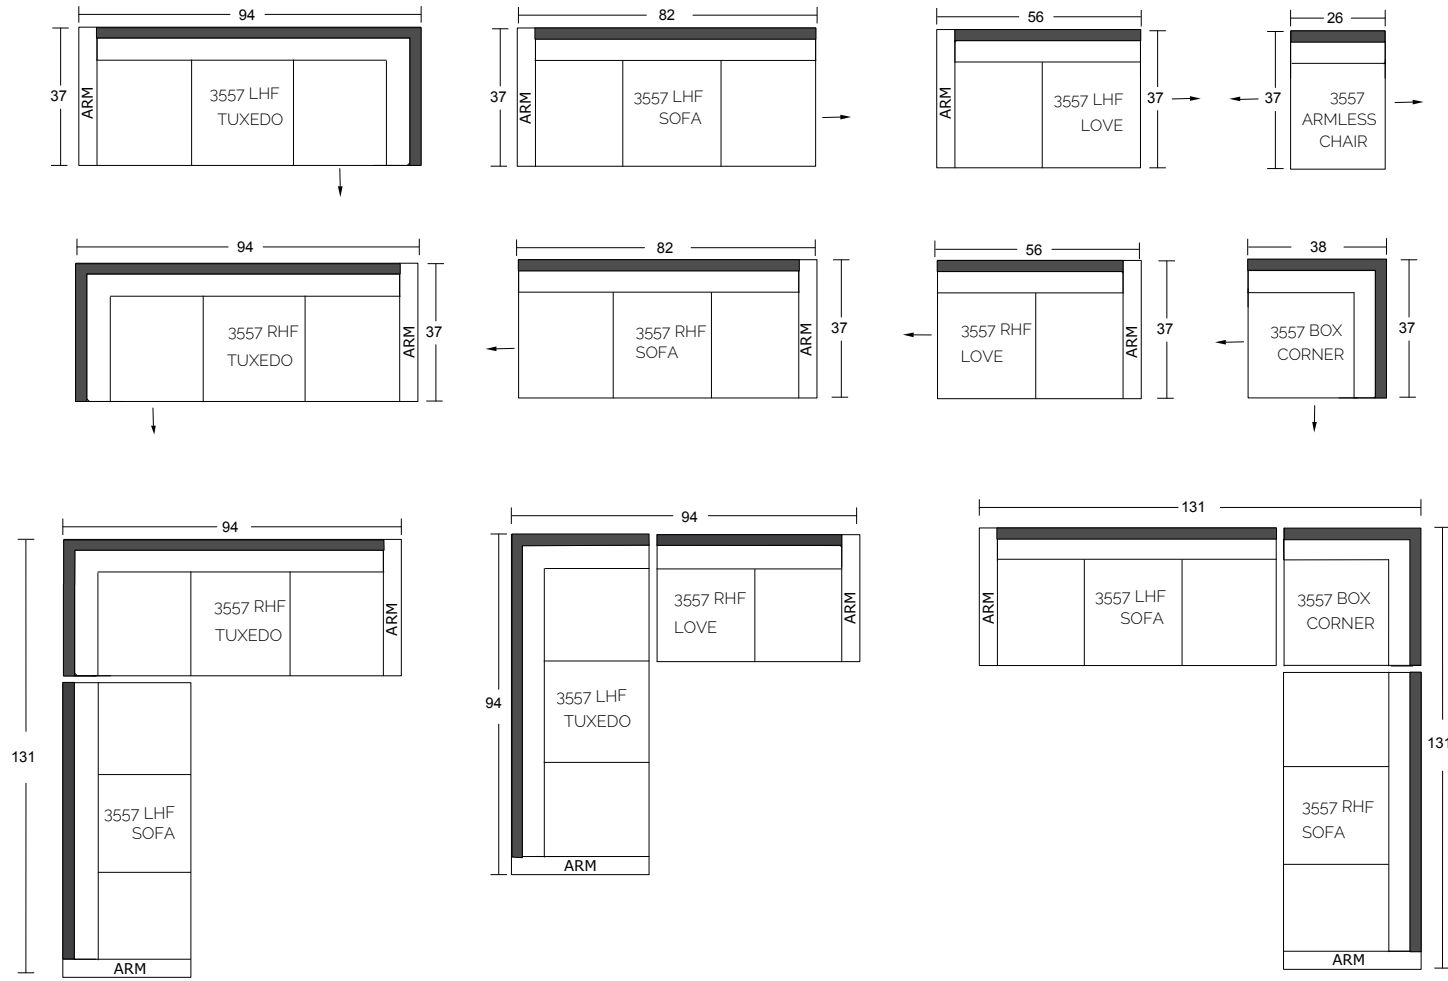 94
37
ARM
3557 LHF
TUXEDO
82
37
ARM
3557 LHF
SOFA
56
ARM
3557 LHF
LOVE
37
26
37
3557
ARMLESS
CHAIR
94
3557 RHF
TUXEDO
ARM
37
82
3557 RHF
SOFA
ARM
37
56
3557 RHF
LOVE
ARM
37
38
3557 BOX
CORNER
37
94
131
3557 RHF
TUXEDO
ARM
3557 LHF
SOFA
ARM
94
94
3557 RHF
LOVE
ARM
3557 LHF
TUXEDO
ARM
131
ARM
3557 LHF
SOFA
3557 BOX
CORNER
131
3557 RHF
SOFA
ARM